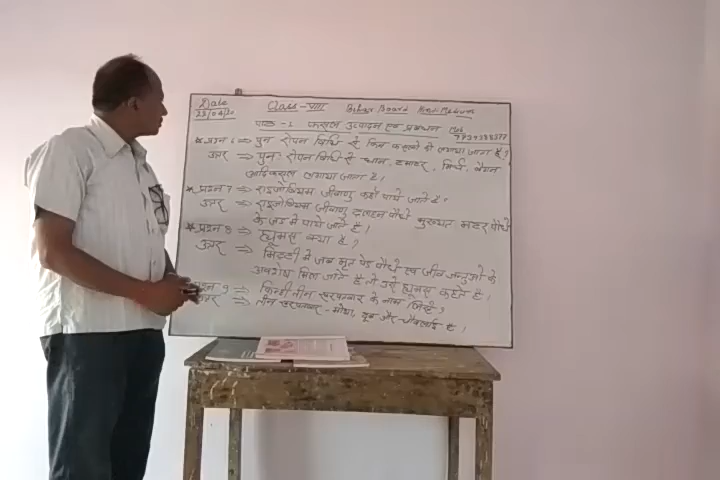 Date Class - VIII Bihar Board Hindi Medium
23/04/20
पाठ - 1 फसल उत्पादन एवं प्रबंधन Mob
* प्रश्न 6 ⇒ पुनः रोपन विधि से किन फसलों को लगाया जाता है?
उत्तर ⇒ पुनः रोपन विधि से धान, टमाटर, मिर्च, बैगन
आदि फसल लगाया जाता है।
* प्रश्न 7 ⇒ राइजोबियम जीवाणु कहाँ पाये जाते है?
उत्तर ⇒ राइजोबियम जीवाणु दलहन पौधे मुख्यतः मटर पौधे
के जड़ में पाये जाते है।
* प्रश्न 8 ⇒ ह्यूमस क्या है?
उत्तर ⇒ मिट्टी में जब मृत पेड़ पौधे एवं जीव जन्तुओं के
अवशेष मिल जाते है तो उसे ह्यूमस कहते है।
प्रश्न 9 ⇒ किन्ही तीन खरपतवार के नाम लिखें?
उत्तर ⇒ तीन खरपतवार - मोथा, दूब और चौलाई है।